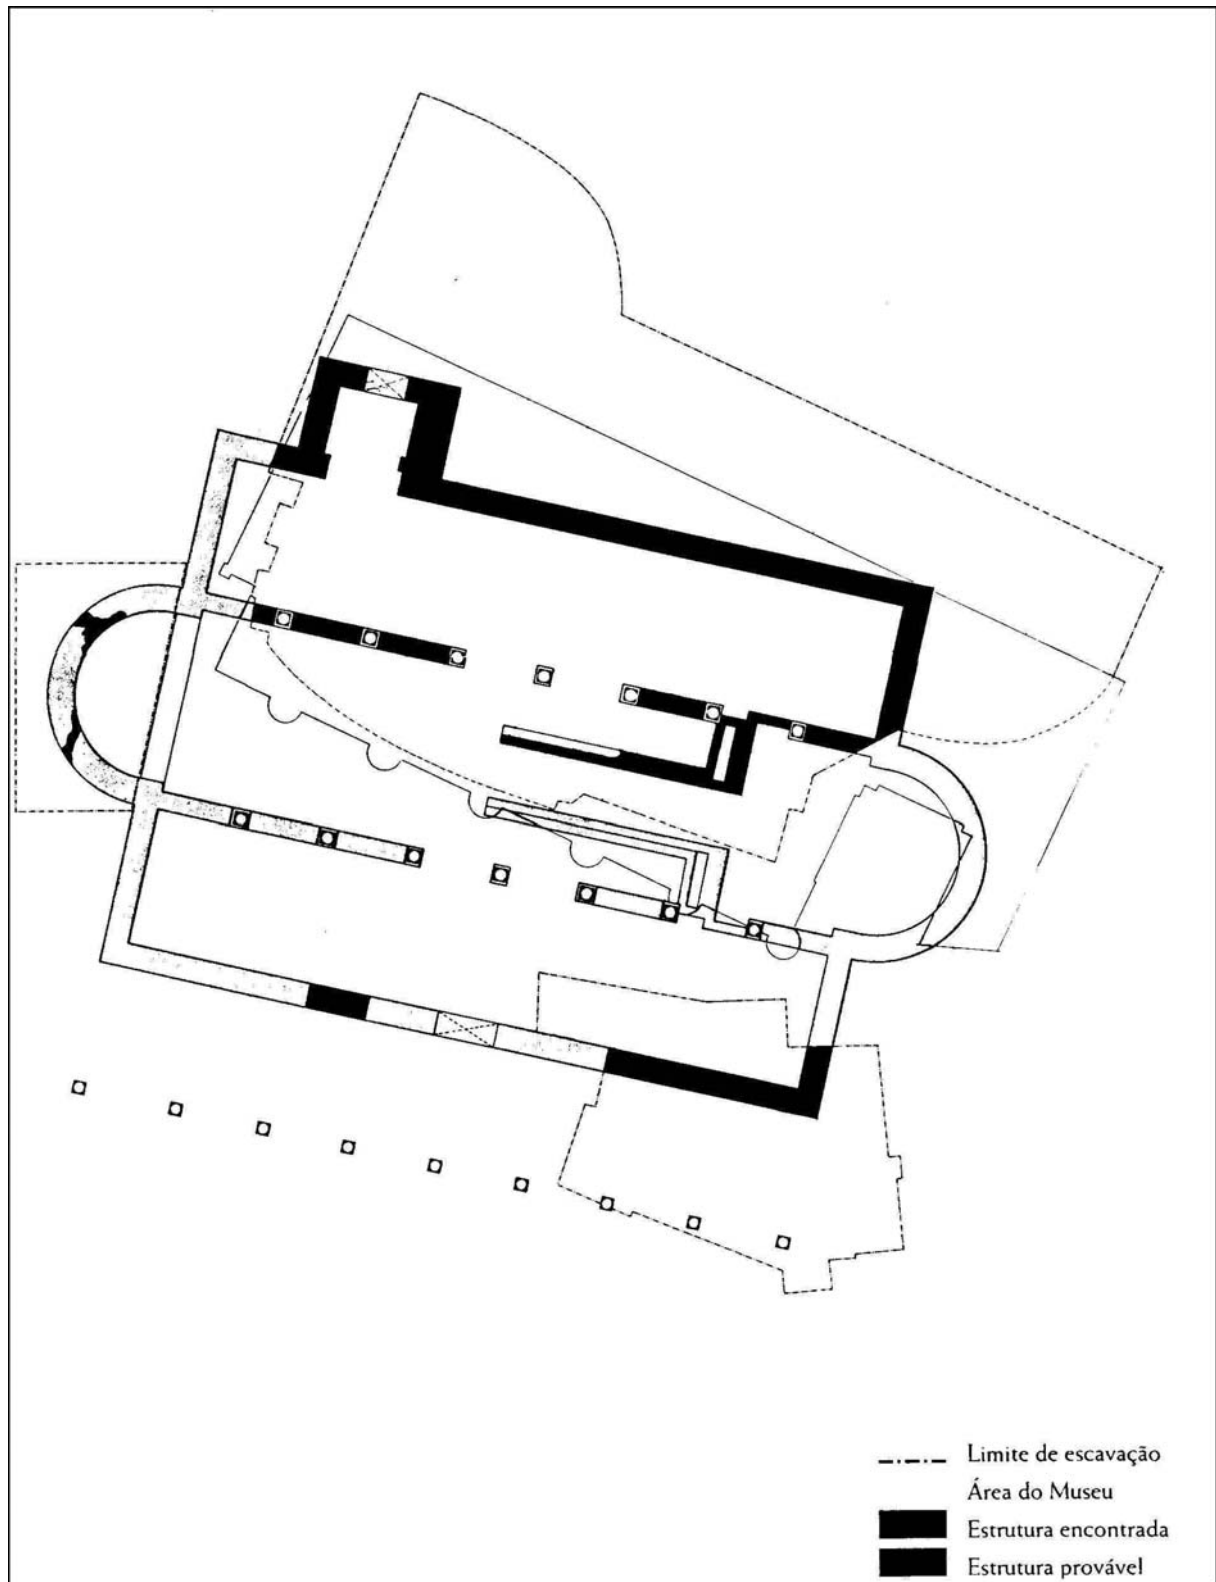 Limite de escavação
Área do Museu
Estrutura encontrada
Estrutura provável